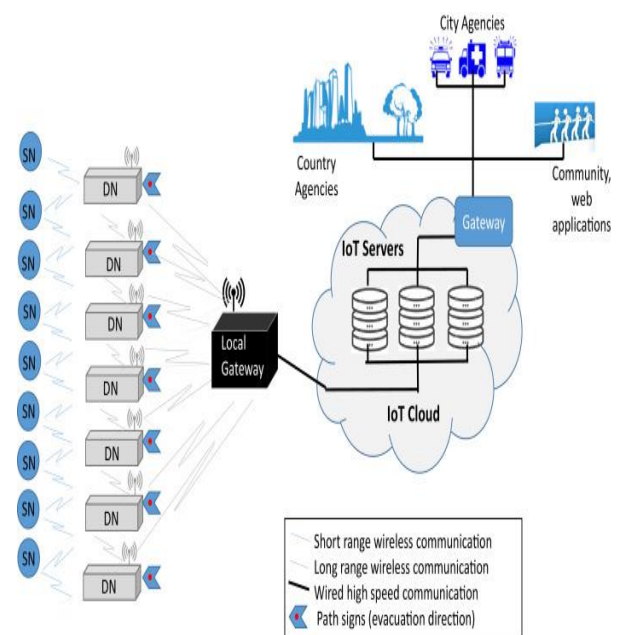 City Agencies
Country
Agencies
Community,
web
applications
Gateway
IoT Servers
IoT Cloud
Local
Gateway
SN
SN
SN
SN
SN
SN
SN
SN
SN
DN
DN
DN
DN
DN
DN
DN
Short range wireless communication
Long range wireless communication
Wired high speed communication
Path signs (evacuation direction)